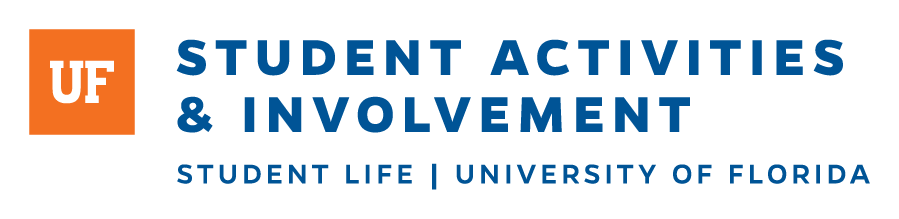 UF
STUDENT ACTIVITIES
& INVOLVEMENT
STUDENT LIFE | UNIVERSITY OF FLORIDA